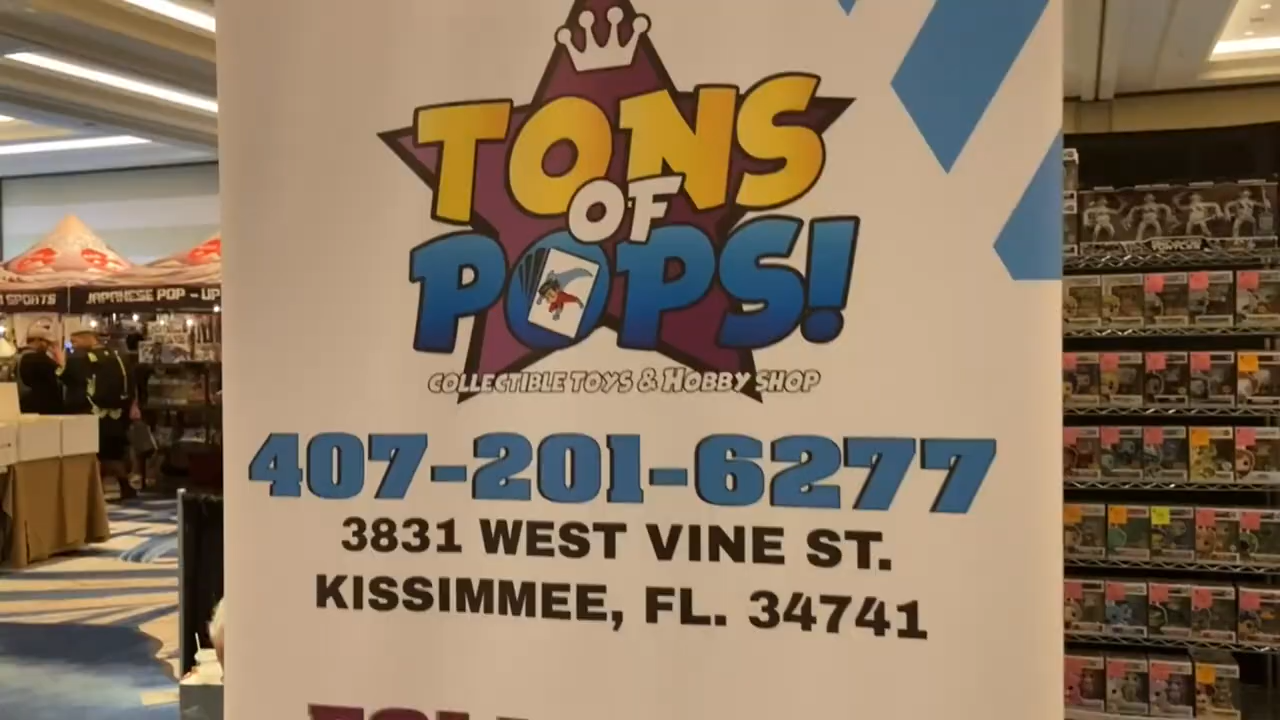 TONS
OF
POPS!
COLLECTIBLE TOYS & HOBBY SHOP
407-201-6277
3831 WEST VINE ST.
KISSIMMEE, FL. 34741
SPORTS
JAPANESE POP-UP